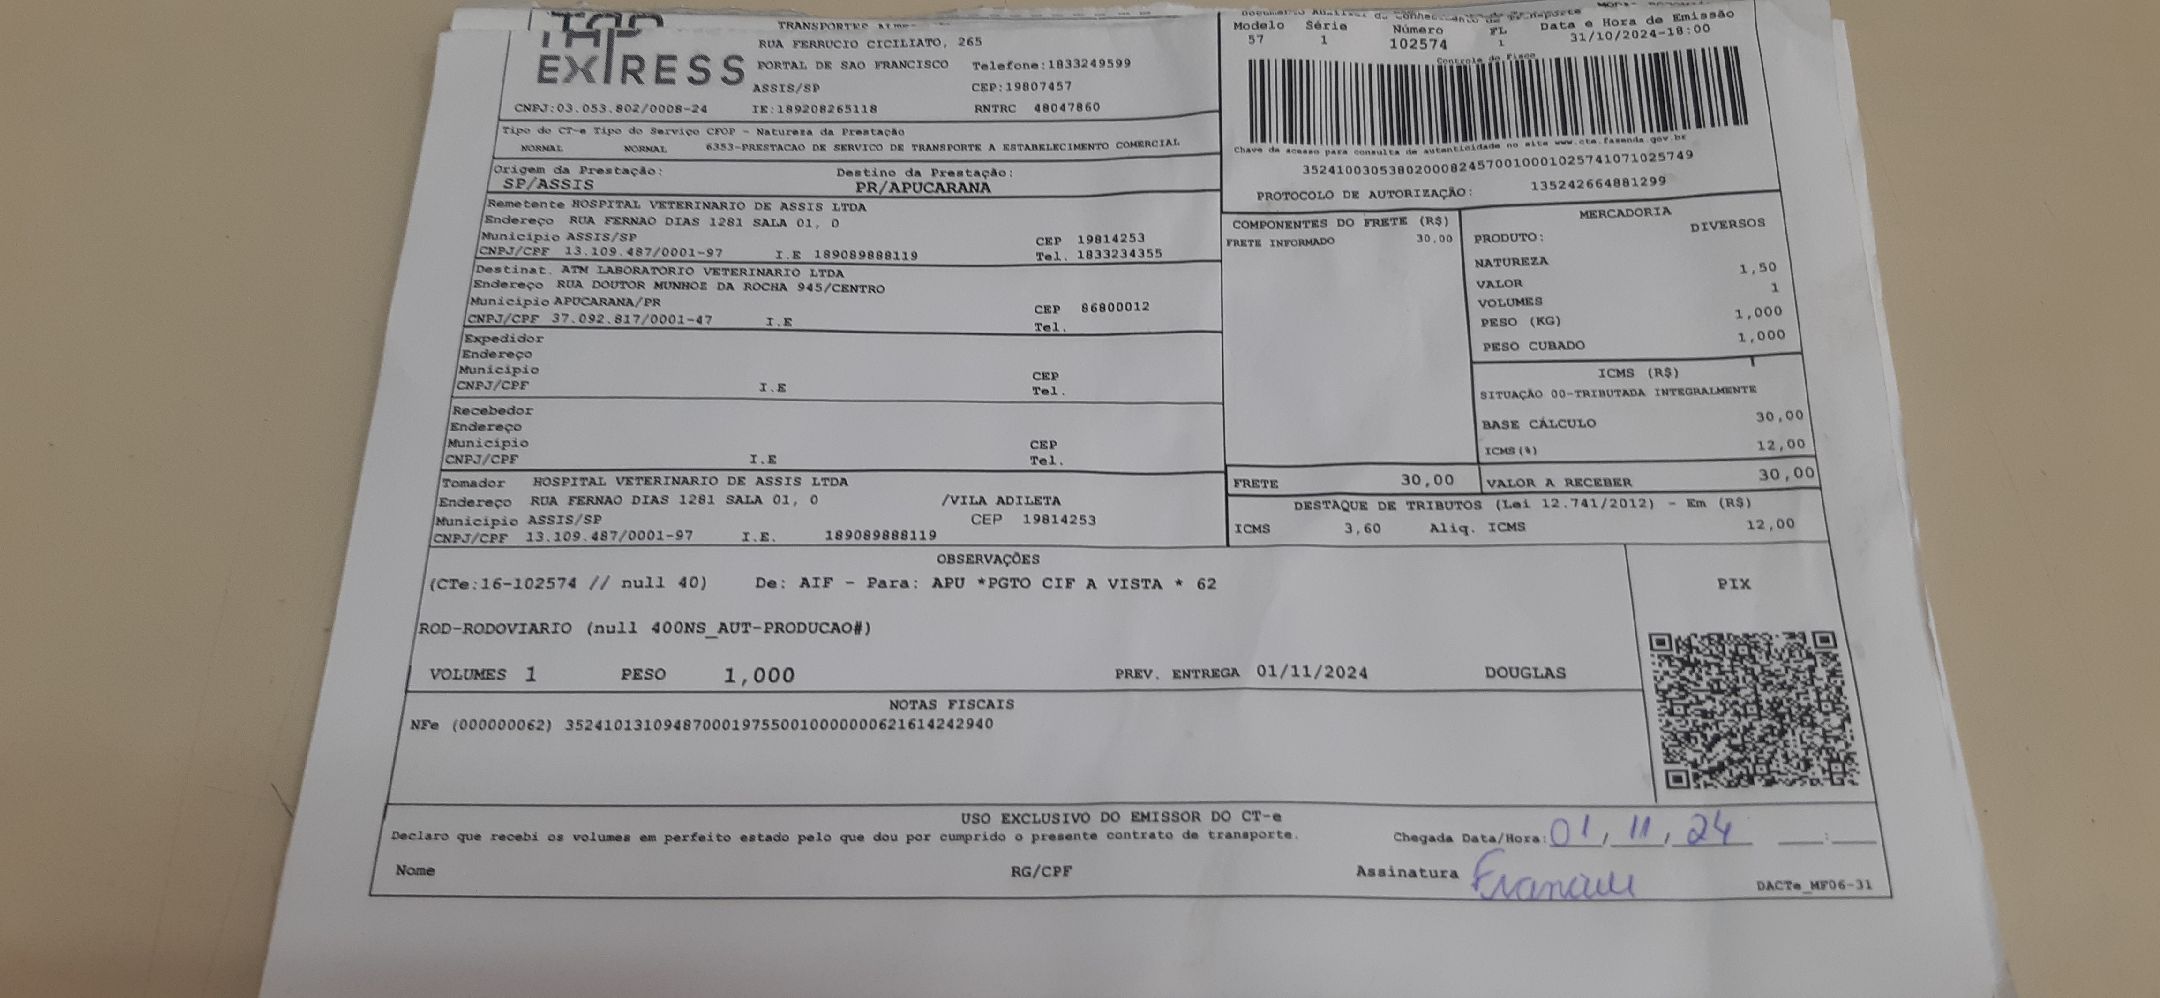 EXPRESS
TRANSPORTES
RUA FERRUCIO CICILIATO, 265
PORTAL DE SAO FRANCISCO Telefone:1833249599
ASSIS/SP CEP:19807457
CNPJ:03.053.802/0008-24 IE:189208265118 RNTRC 48047860
Documento Auxiliar do Conhecimento de Transporte
Modelo Série Número FL Data e Hora de Emissão
57 1 102574 1 31/10/2024-18:00
Controle do Fisco
Chave de acesso para consulta de autenticidade no site www.cte.fazenda.gov.br
35241003053802000824570010001025741071025749
PROTOCOLO DE AUTORIZAÇÃO: 135242664881299
Tipo do CT-e Tipo do Serviço CFOP - Natureza da Prestação
NORMAL NORMAL 6353-PRESTACAO DE SERVICO DE TRANSPORTE A ESTABELECIMENTO COMERCIAL
Origem da Prestação: Destino da Prestação:
SP/ASSIS PR/APUCARANA
Remetente HOSPITAL VETERINARIO DE ASSIS LTDA
Endereço RUA FERNAO DIAS 1281 SALA 01, 0
Município ASSIS/SP CEP 19814253
CNPJ/CPF 13.109.487/0001-97 I.E 189089888119 Tel. 1833234355
Destinat. ATM LABORATORIO VETERINARIO LTDA
Endereço RUA DOUTOR MUNHOZ DA ROCHA 945/CENTRO
Município APUCARANA/PR CEP 86800012
CNPJ/CPF 37.092.817/0001-47 I.E Tel.
Expedidor
Endereço
Município CEP
CNPJ/CPF I.E Tel.
Recebedor
Endereço
Município CEP
CNPJ/CPF I.E Tel.
Tomador HOSPITAL VETERINARIO DE ASSIS LTDA
Endereço RUA FERNAO DIAS 1281 SALA 01, 0 /VILA ADILETA
Município ASSIS/SP CEP 19814253
CNPJ/CPF 13.109.487/0001-97 I.E. 189089888119
COMPONENTES DO FRETE (R$)
FRETE INFORMADO 30.00
MERCADORIA
PRODUTO: DIVERSOS
NATUREZA
VALOR 1,50
VOLUMES 1
PESO (KG) 1,000
PESO CUBADO 1,000
ICMS (R$)
SITUAÇÃO 00-TRIBUTADA INTEGRALMENTE
BASE CÁLCULO 30,00
ICMS(%) 12,00
FRETE 30,00 VALOR A RECEBER 30,00
DESTAQUE DE TRIBUTOS (Lei 12.741/2012) - Em (R$)
ICMS 3,60 Aliq. ICMS 12,00
OBSERVAÇÕES
(CTe:16-102574 // null 40) De: AIF - Para: APU *PGTO CIF A VISTA * 62
ROD-RODOVIARIO (null 400NS_AUT-PRODUCAO#)
VOLUMES 1 PESO 1,000 PREV. ENTREGA 01/11/2024 DOUGLAS
PIX
NOTAS FISCAIS
NFe (000000062) 35241013109487000197550010000000621614242940
USO EXCLUSIVO DO EMISSOR DO CT-e
Declaro que recebi os volumes em perfeito estado pelo que dou por cumprido o presente contrato de transporte. Chegada Data/Hora: 01/11/24 :
Nome RG/CPF Assinatura
DACTe_MF06-31